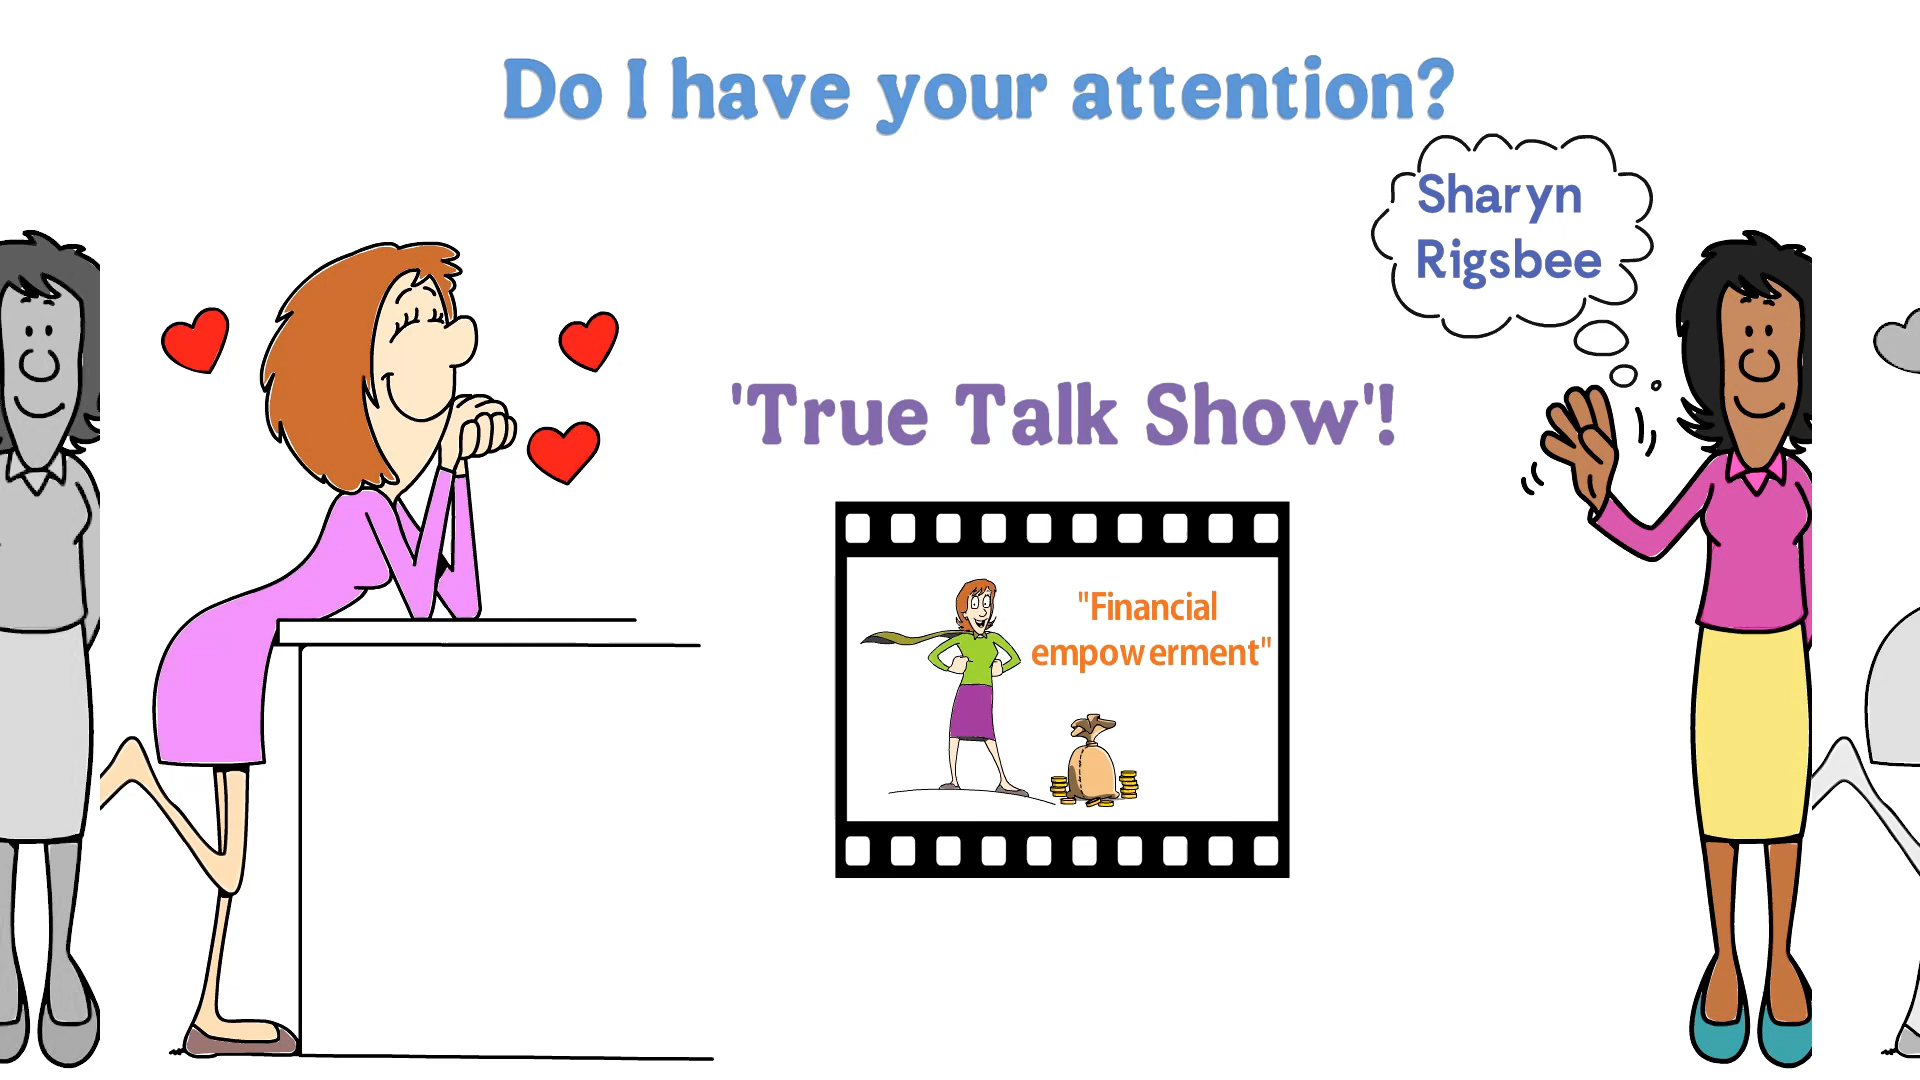 Do I have your attention?
Sharyn
Rigsbee
'True Talk Show'!
"Financial
empowerment"